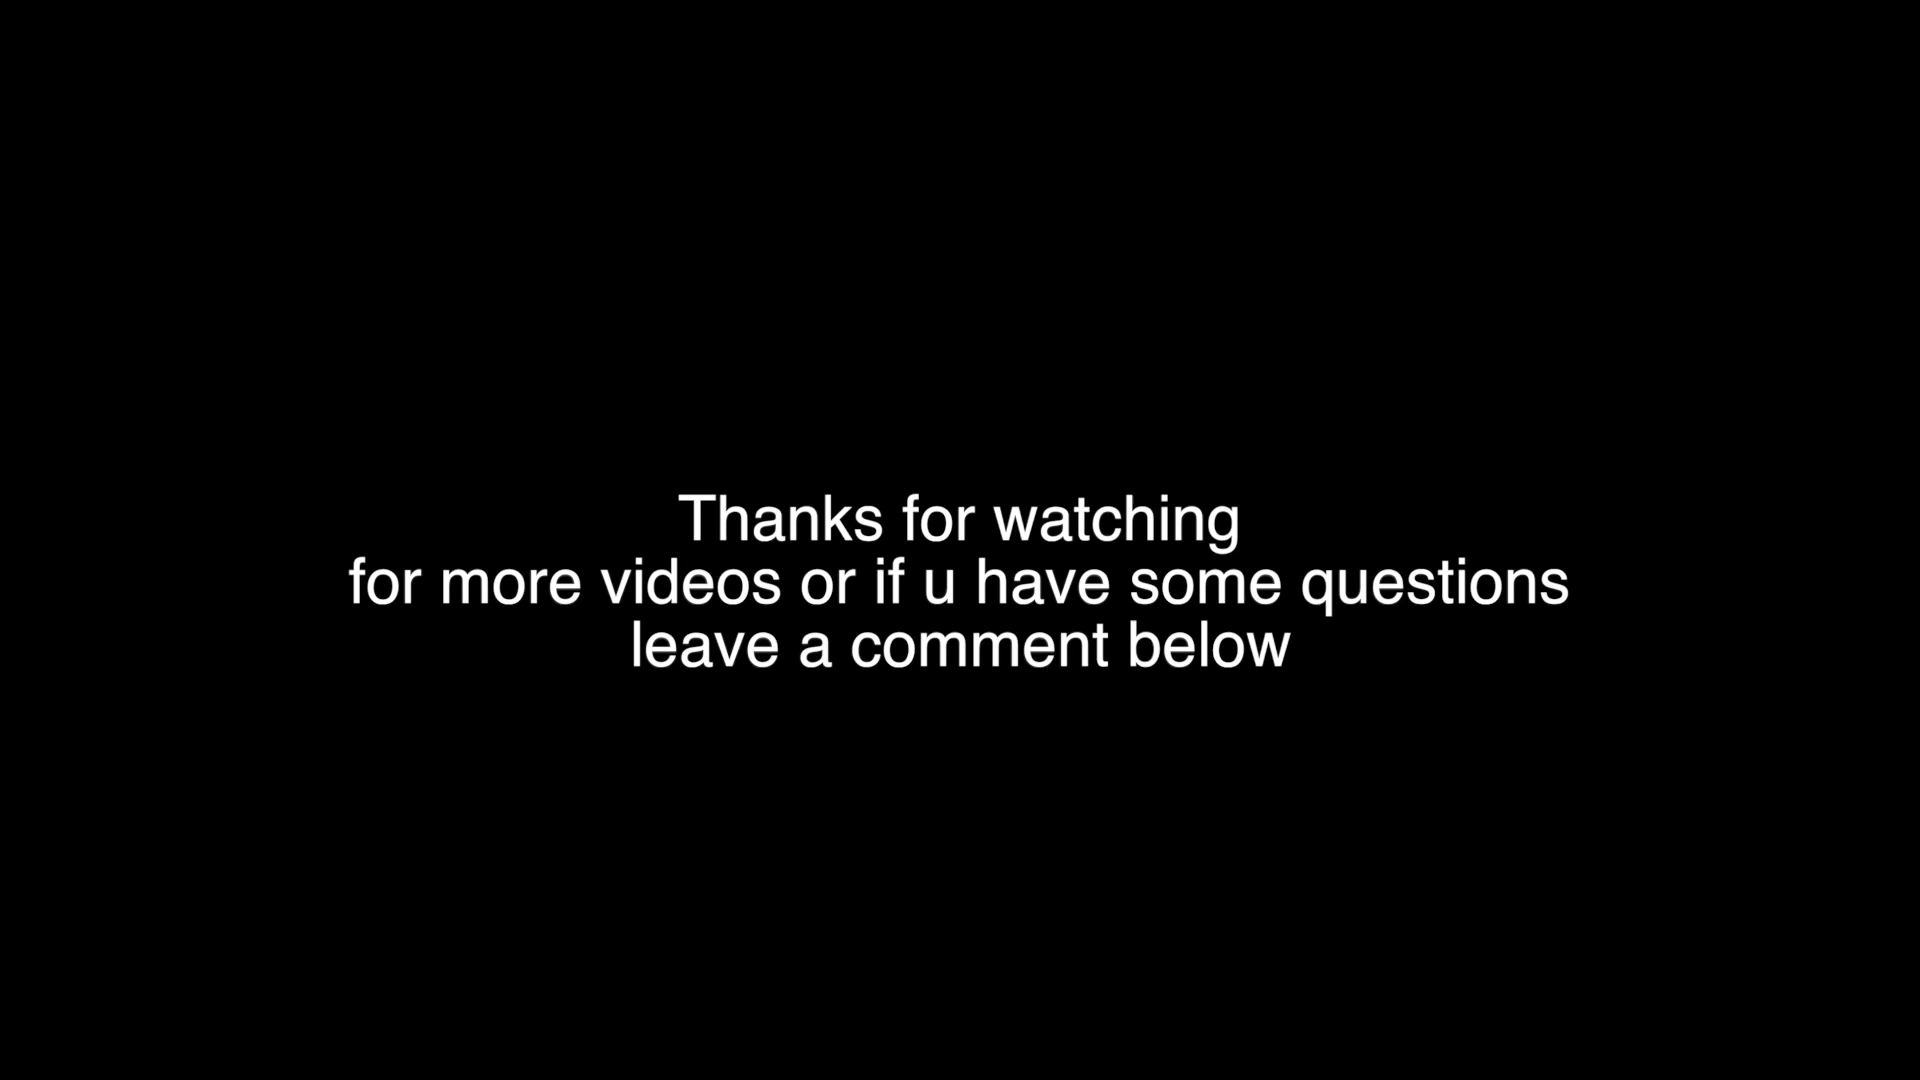 Thanks for watching
for more videos or if u have some questions
leave a comment below